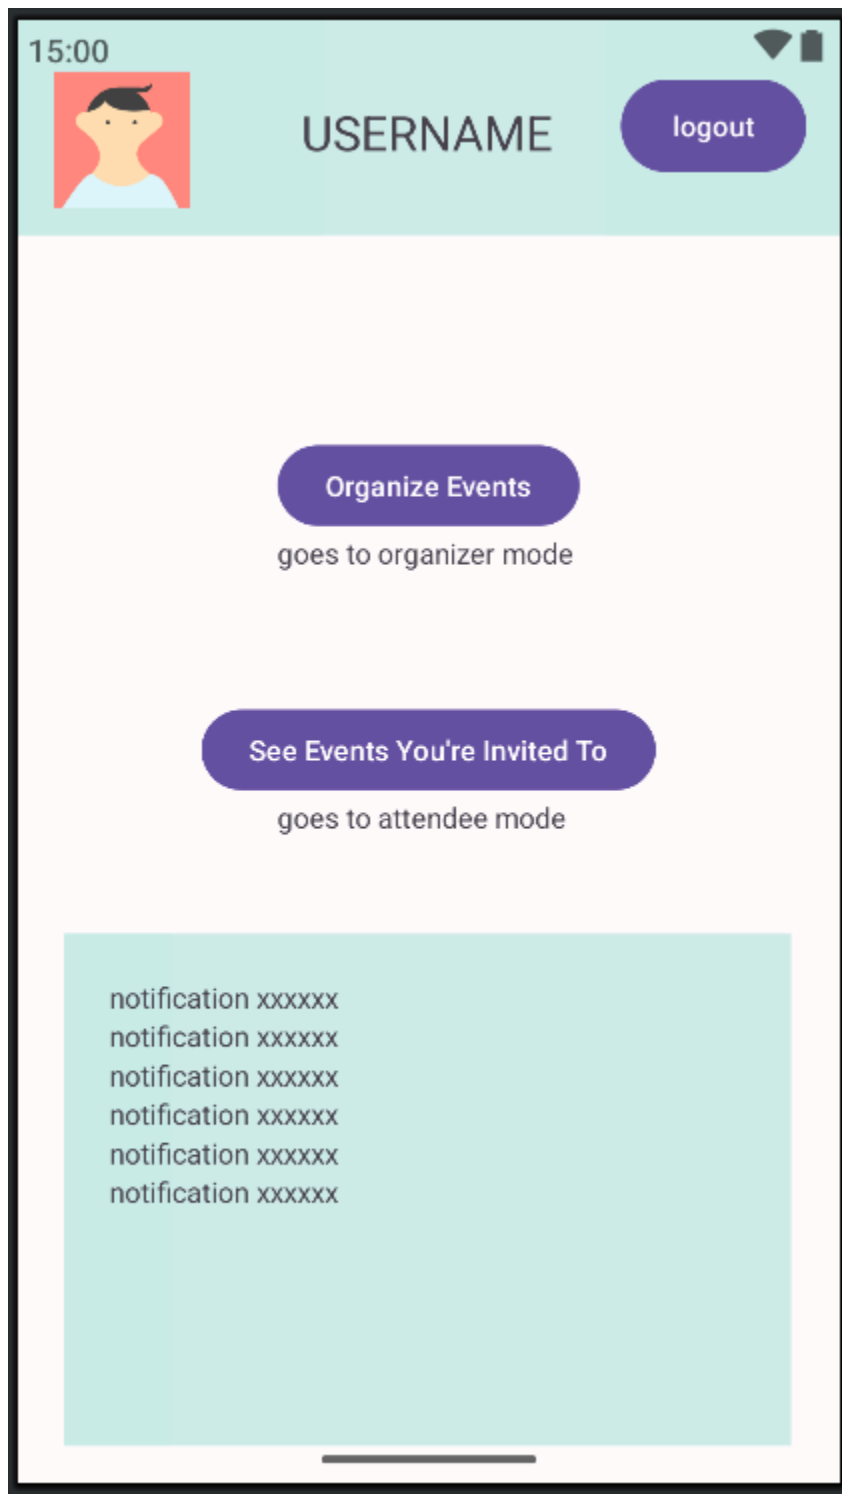 15:00
USERNAME
logout
Organize Events
goes to organizer mode
See Events You're Invited To
goes to attendee mode
notification xxxxxx
notification xxxxxx
notification xxxxxx
notification xxxxxx
notification xxxxxx
notification xxxxxx